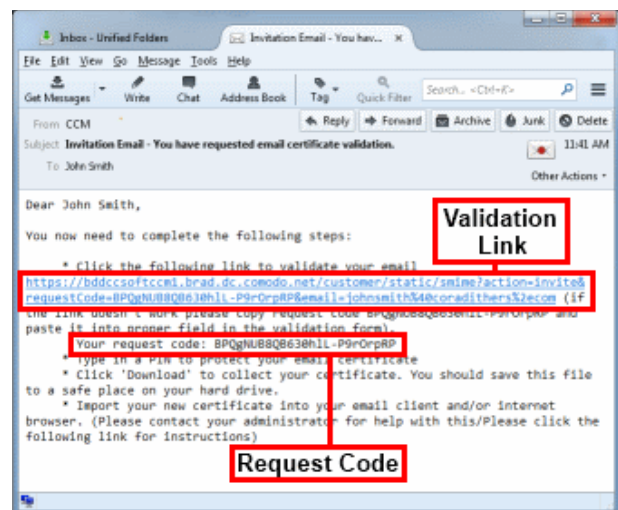 Inbox - Unified Folders
Invitation Email - You hav... ×
File Edit View Go Message Tools Help
Get Messages Write Chat Address Book Tag Quick Filter Search... <Ctrl+K>
From CCM Reply Forward Archive Junk Delete
Subject Invitation Email - You have requested email certificate validation. 11:41 AM
To John Smith
Other Actions
Dear John Smith,
Validation
Link
You now need to complete the following steps:
* Click the following link to validate your email
https://bddccsoftccm1.brad.dc.comodo.net/customer/static/smime?action=invite&
requestCode=BPQgNUB8QB630hlL-P9rOrpRP&email=johnsmith%40coradithers%2ecom (if
the link doesn't work please copy request code BPQgNUB8QB630hlL-P9rOrpRP and
paste it into proper field in the validation form).
Your request code: BPQgNUB8QB630hlL-P9rOrpRP
* Type in a PIN to protect your email certificate
* Click 'Download' to collect your certificate. You should save this file
to a safe place on your hard drive.
* Import your new certificate into your email client and/or internet
browser. (Please contact your administrator for help with this/Please click the
following link for instructions)
Request Code